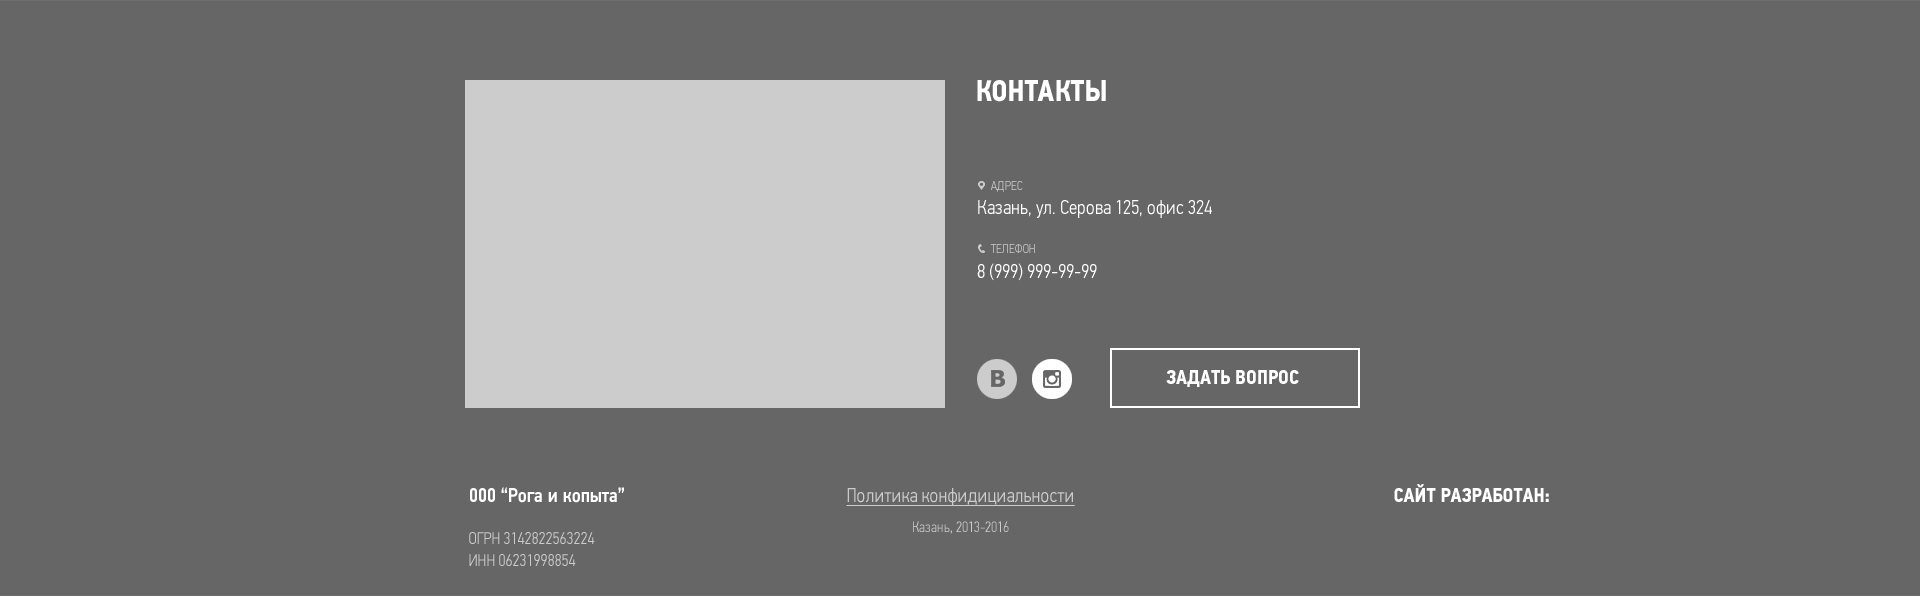 КОНТАКТЫ
АДРЕС
Казань, ул. Серова 125, офис 324
ТЕЛЕФОН
8 (999) 999-99-99
В
ЗАДАТЬ ВОПРОС
ООО “Рога и копыта”
Политика конфидициальности
САЙТ РАЗРАБОТАН:
Казань, 2013-2016
ОГРН 3142822563224
ИНН 06231998854